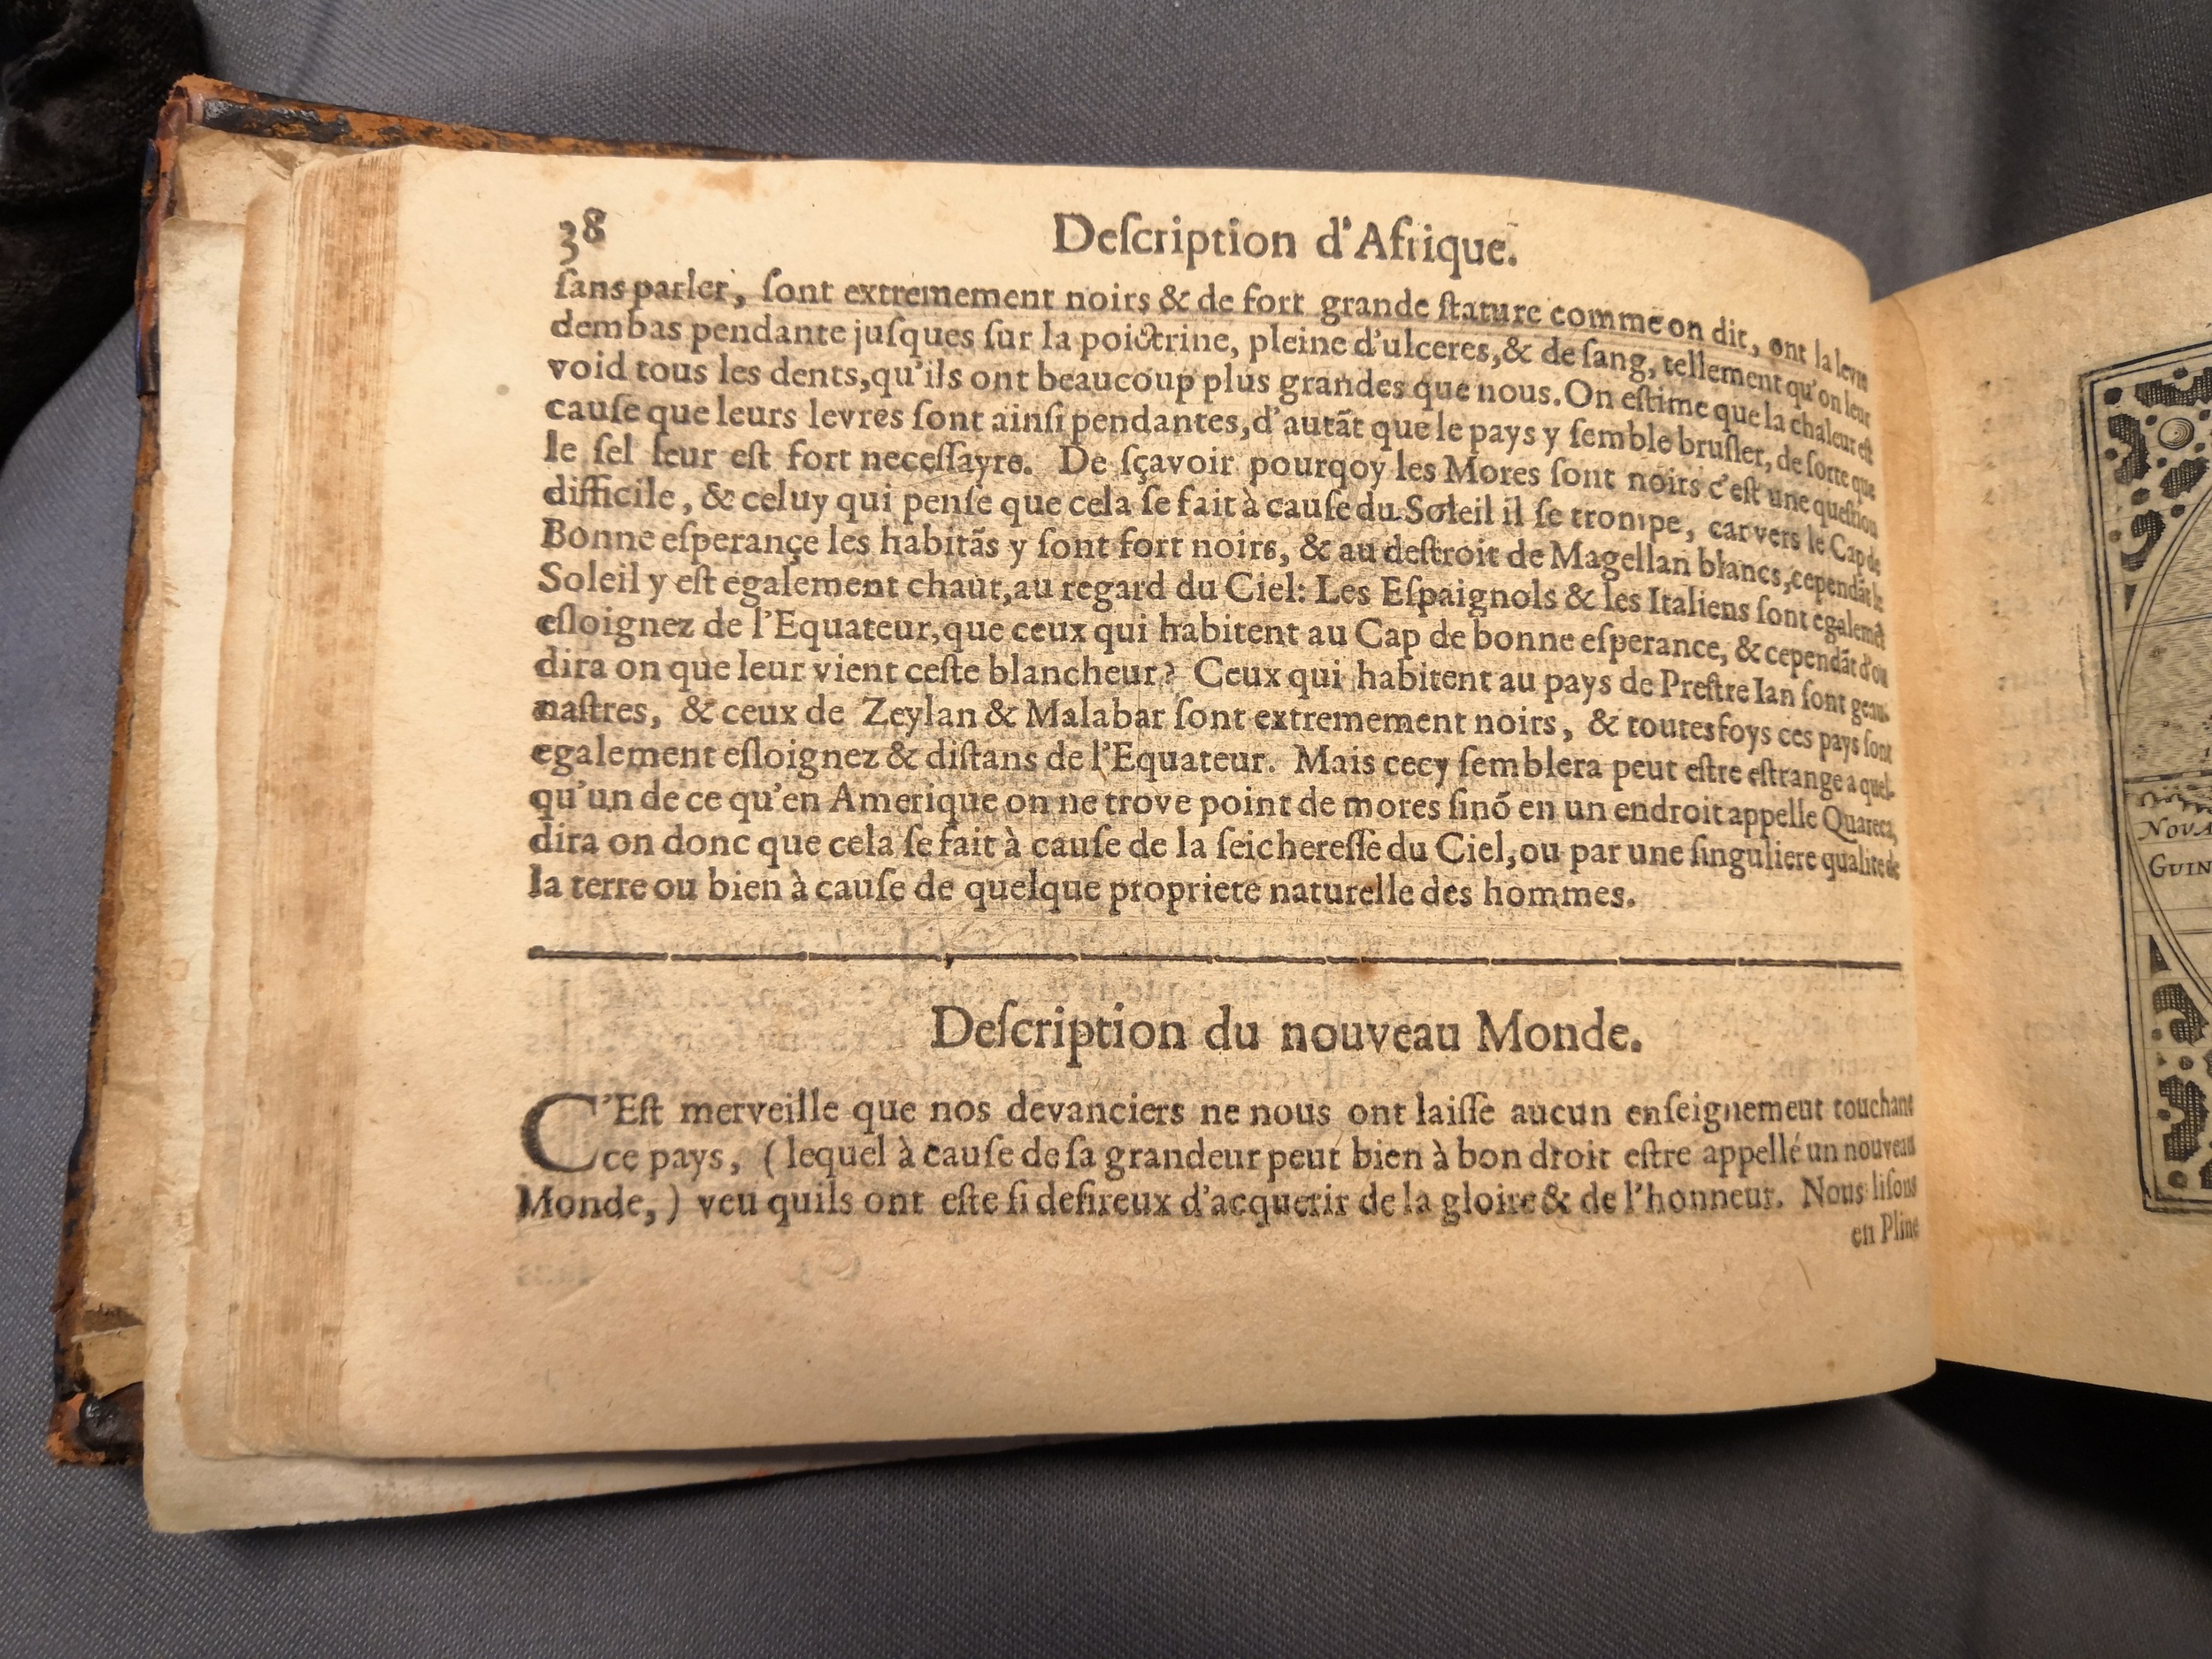 38
Deſcription d'Afrique.
ſans parler, ſont extremement noirs & de fort grande ſtature comme on dit, ont la levre
dembas pendante juſques ſur la poictrine, pleine d'ulceres, & de ſang, tellement qu'on leur
void tous les dents, qu'ils ont beaucoup plus grandes que nous. On eſtime que la chaleur eſt
cauſe que leurs levres ſont ainſi pendantes, d'autãt que le pays y ſemble bruſler, de ſorte que
le ſel leur eſt fort neceſſayre. De ſçavoir pourqoy les Mores ſont noirs c'eſt une queſtion
difficile, & celuy qui penſe que cela ſe fait à cauſe du Soleil il ſe trompe, car vers le Cap de
Bonne eſperançe les habitãs y ſont fort noirs, & au deſtroit de Magellan blancs, cependãt le
Soleil y eſt egalement chaut, au regard du Ciel: Les Eſpaignols & les Italiens ſont egalemẽt
eſloignez de l'Equateur, que ceux qui habitent au Cap de bonne eſperance, & cependãt d'ou
dira on que leur vient ceſte blancheur? Ceux qui habitent au pays de Preſtre Ian ſont geau-
naſtres, & ceux de Zeylan & Malabar ſont extremement noirs, & toutesfoys ces pays ſont
egalement eſloignez & diſtans de l'Equateur. Mais cecy ſemblera peut eſtre eſtrange a quel-
qu'un de ce qu'en Amerique on ne trove point de mores ſinõ en un endroit appelle Quareca,
dira on donc que cela ſe fait à cauſe de la ſeichereſſe du Ciel, ou par une ſinguliere qualite de
la terre ou bien à cauſe de quelque propriete naturelle des hommes.
Deſcription du nouveau Monde.
C'Eſt merveille que nos devanciers ne nous ont laiſſe aucun enſeignement touchant
ce pays, (lequel à cauſe de ſa grandeur peut bien à bon droit eſtre appellé un nouveau
Monde,) veu quils ont eſte ſi deſireux d'acquerir de la gloire & de l'honneur. Nous liſons
en Pline
NOVA
GUIN